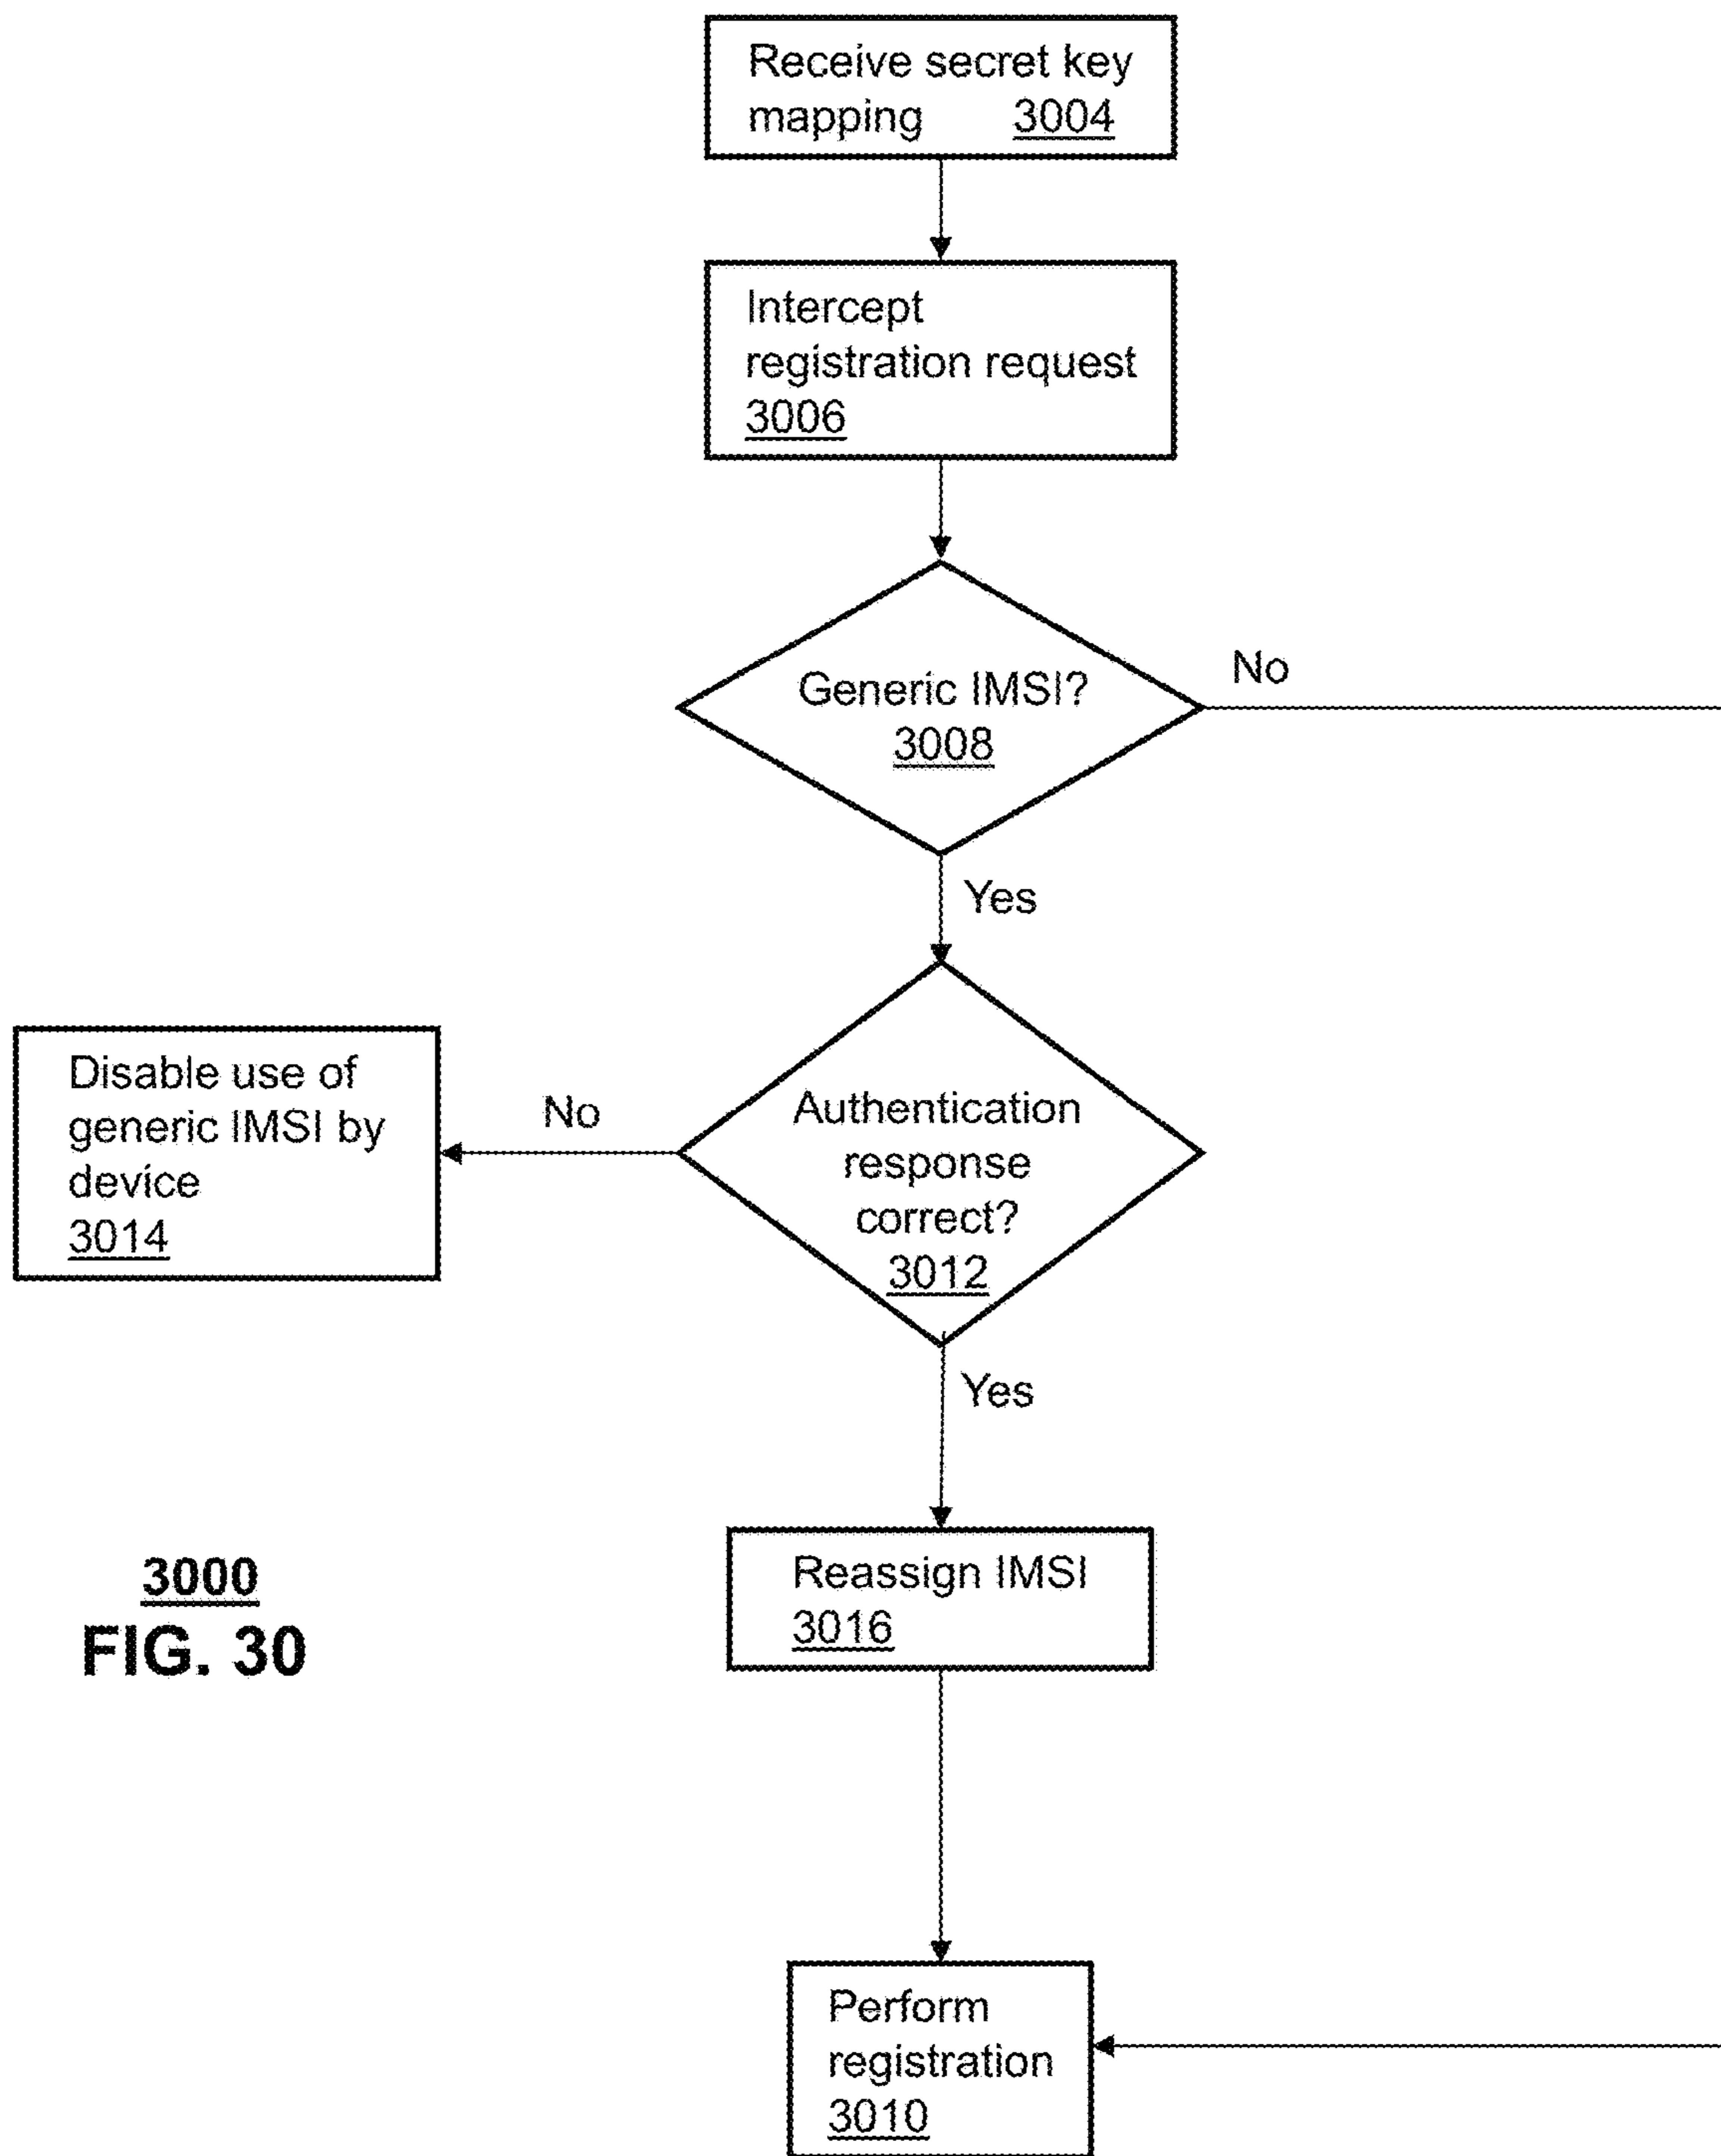 Receive secret key
mapping 3004
Intercept
registration request
3006
Generic IMSI?
3008
No
Yes
Disable use of
generic IMSI by
device
3014
No
Authentication
response
correct?
3012
Yes
Reassign IMSI
3016
3000
FIG. 30
Perform
registration
3010